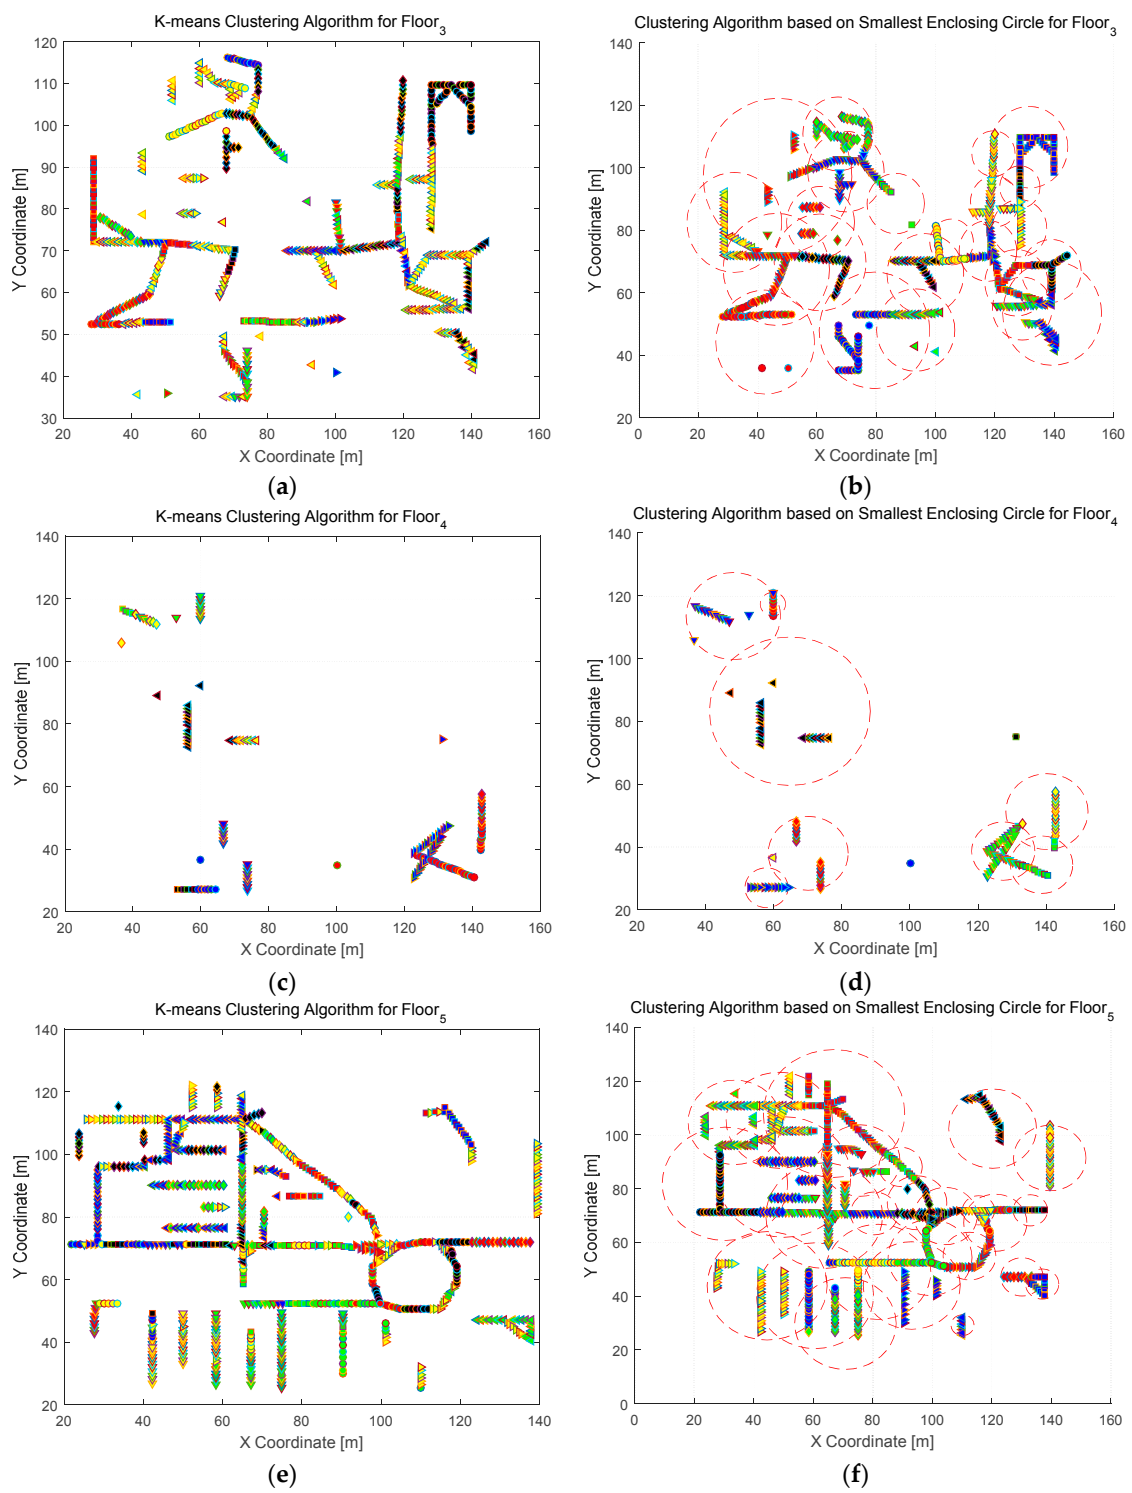 K-means Clustering Algorithm for Floor3
120
110
100
90
80
70
60
50
40
30
Y Coordinate [m]
20 40 60 80 100 120 140 160
X Coordinate [m]
(a)
Clustering Algorithm based on Smallest Enclosing Circle for Floor3
140
120
100
80
60
40
20
Y Coordinate [m]
0 20 40 60 80 100 120 140 160
X Coordinate [m]
(b)
K-means Clustering Algorithm for Floor4
140
120
100
80
60
40
20
Y Coordinate [m]
20 40 60 80 100 120 140 160
X Coordinate [m]
(c)
Clustering Algorithm based on Smallest Enclosing Circle for Floor4
140
120
100
80
60
40
20
Y Coordinate [m]
20 40 60 80 100 120 140 160
X Coordinate [m]
(d)
K-means Clustering Algorithm for Floor5
140
120
100
80
60
40
20
Y Coordinate [m]
20 40 60 80 100 120 140
X Coordinate [m]
(e)
Clustering Algorithm based on Smallest Enclosing Circle for Floor5
140
120
100
80
60
40
20
0
Y Coordinate [m]
0 20 40 60 80 100 120 140 160
X Coordinate [m]
(f)